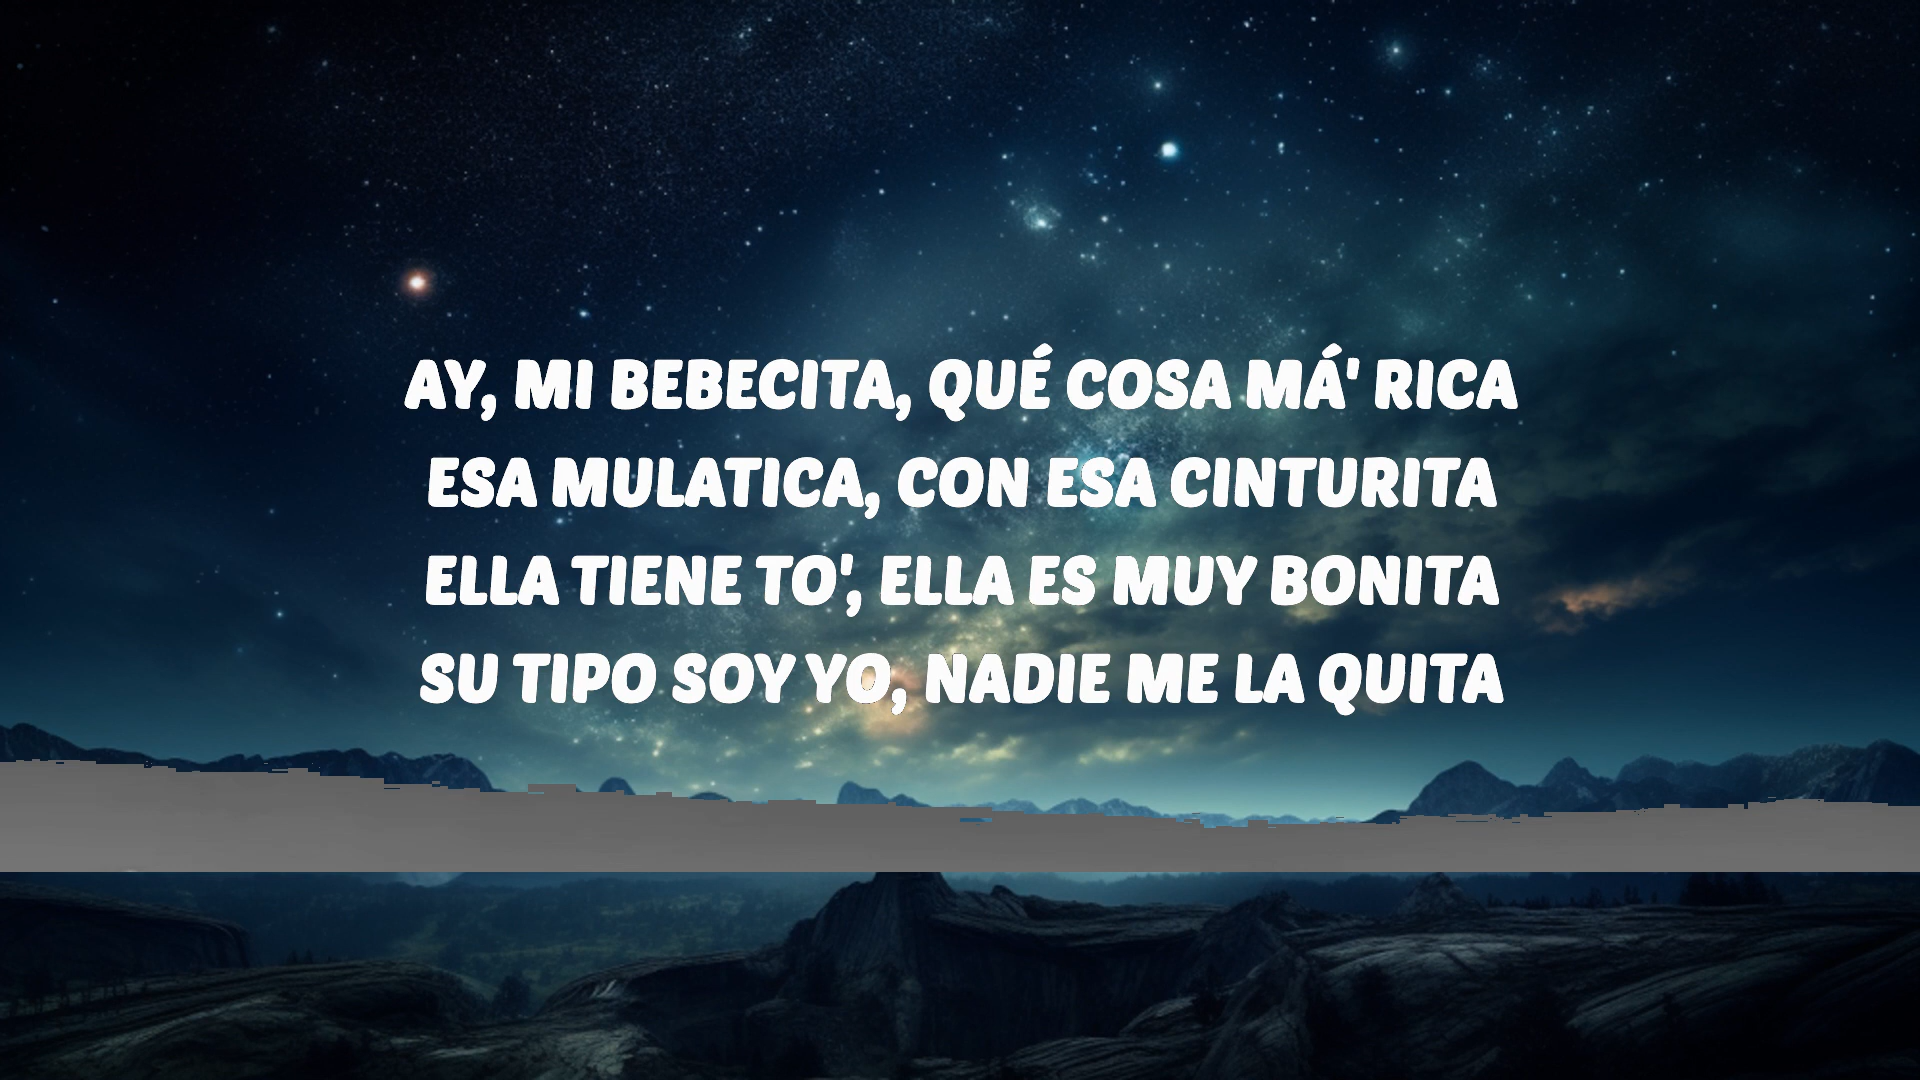 AY, MI BEBECITA, QUÉ COSA MÁ' RICA
ESA MULATICA, CON ESA CINTURITA
ELLA TIENE TO', ELLA ES MUY BONITA
SU TIPO SOY YO, NADIE ME LA QUITA